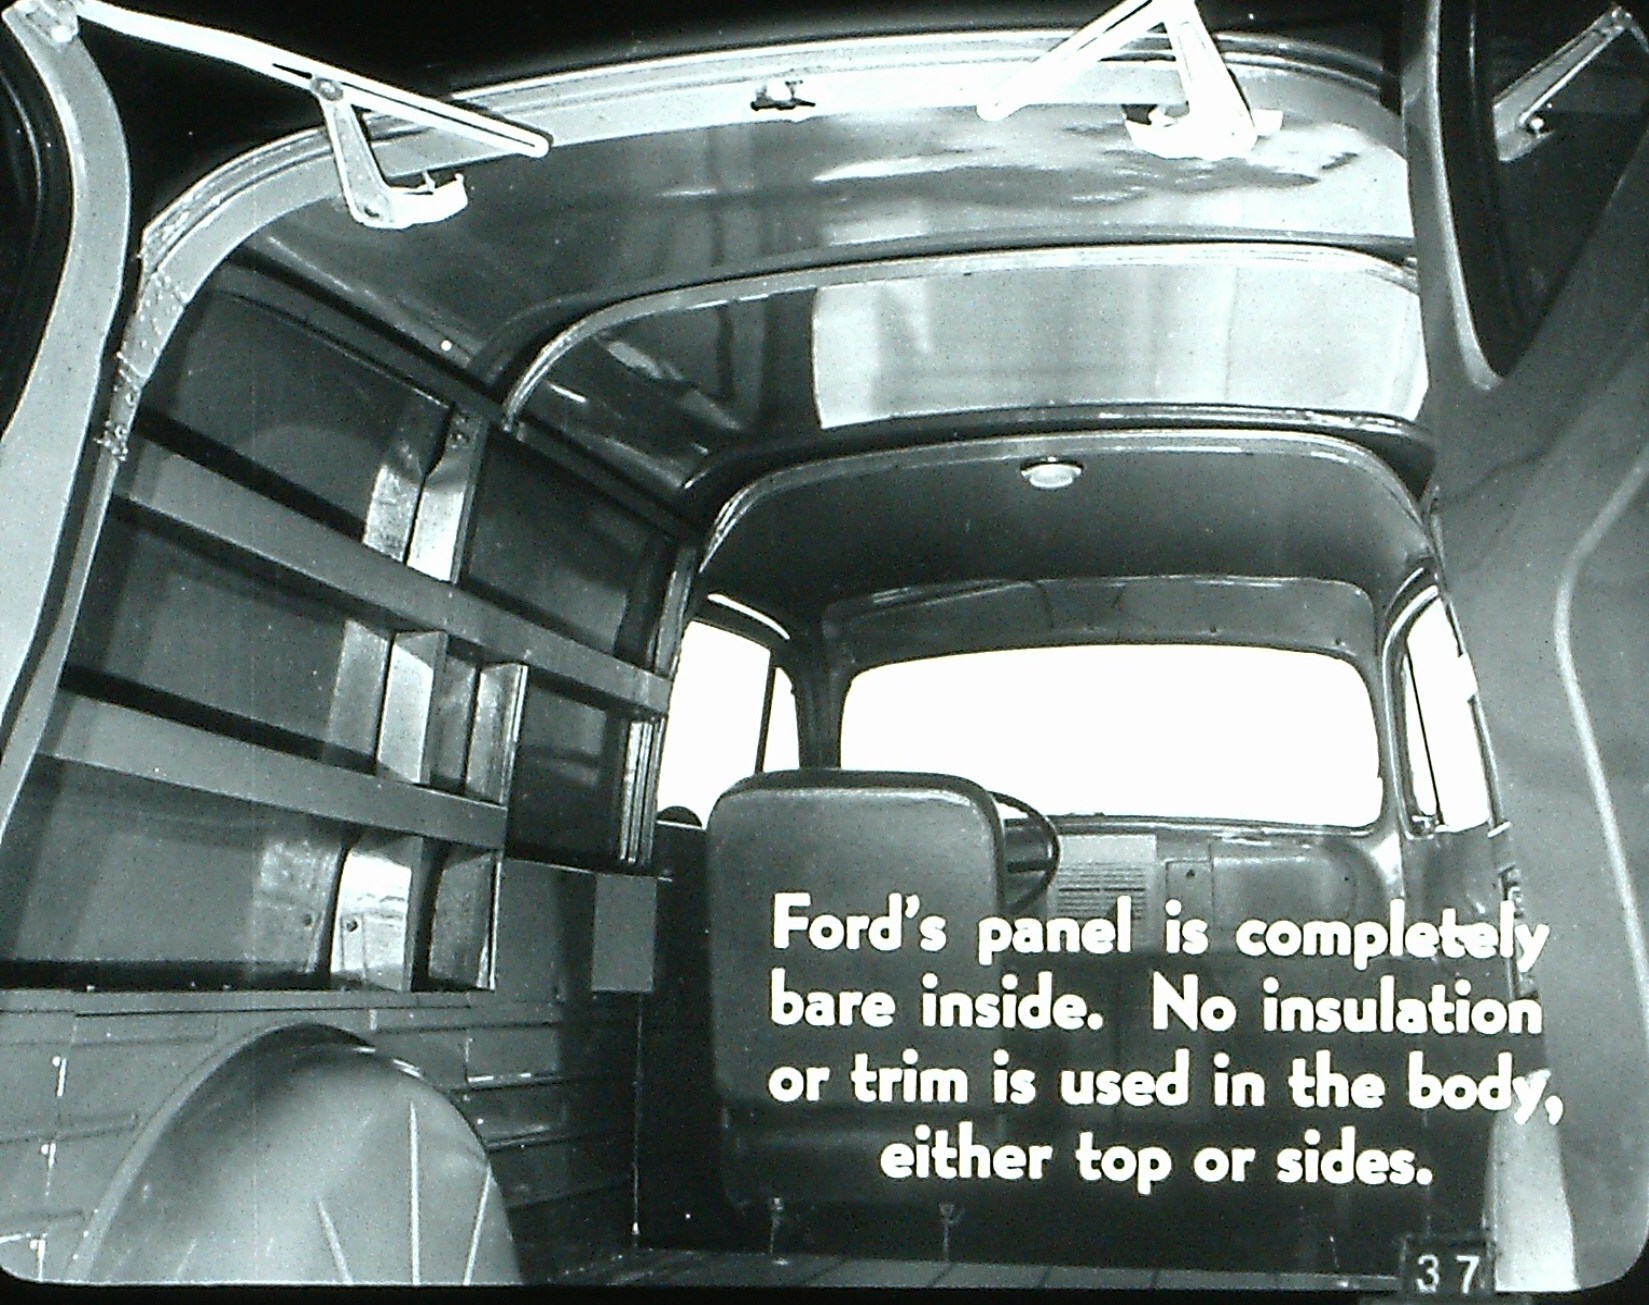 Ford's panel is completely
bare inside. No insulation
or trim is used in the body,
either top or sides.
37